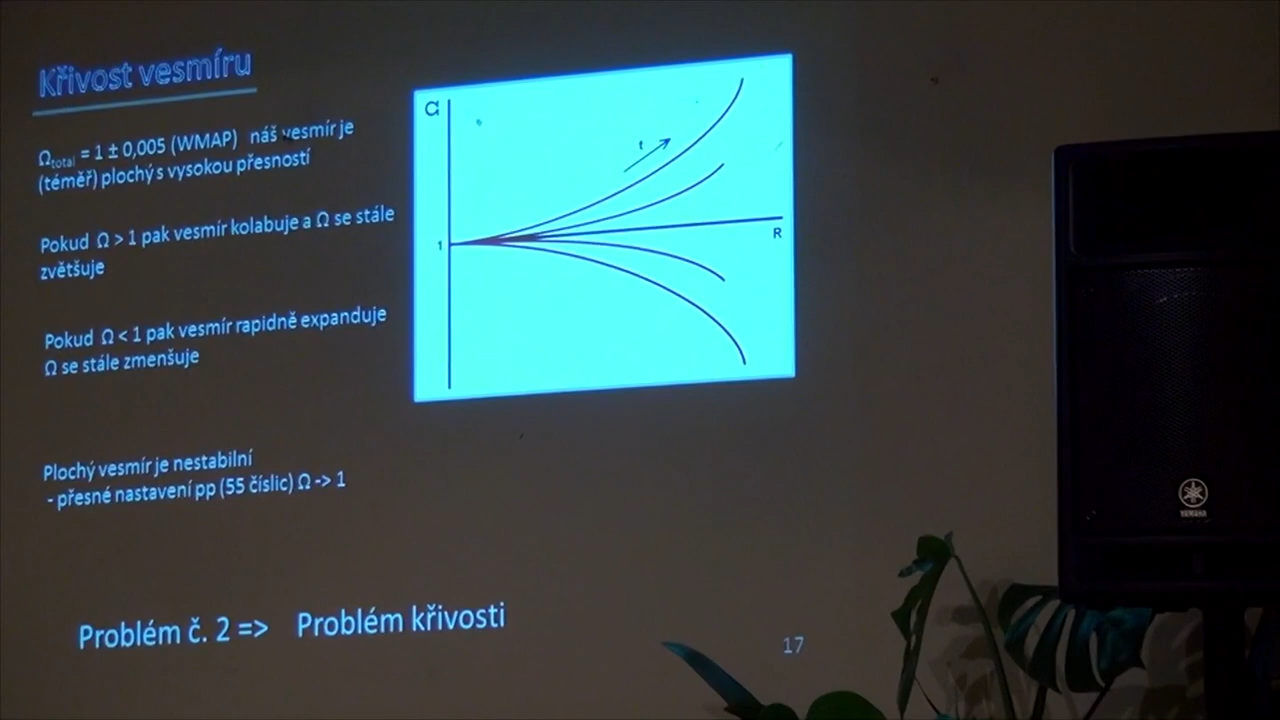 Křivost vesmíru
Ωtotal = 1 ± 0,005 (WMAP) náš vesmír je
(téměř) plochý s vysokou přesností
Pokud Ω > 1 pak vesmír kolabuje a Ω se stále
zvětšuje
Pokud Ω < 1 pak vesmír rapidně expanduje
Ω se stále zmenšuje
Plochý vesmír je nestabilní
- přesné nastavení pp (55 číslic) Ω -> 1
Problém č. 2 => Problém křivosti
17
t
1
R
YAMAHA